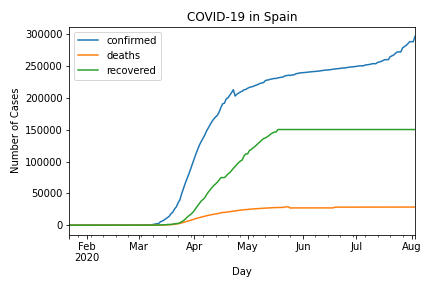 COVID-19 in Spain
confirmed
deaths
recovered
Number of Cases
300000
250000
200000
150000
100000
50000
0
Feb Mar Apr May Jun Jul Aug
2020
Day